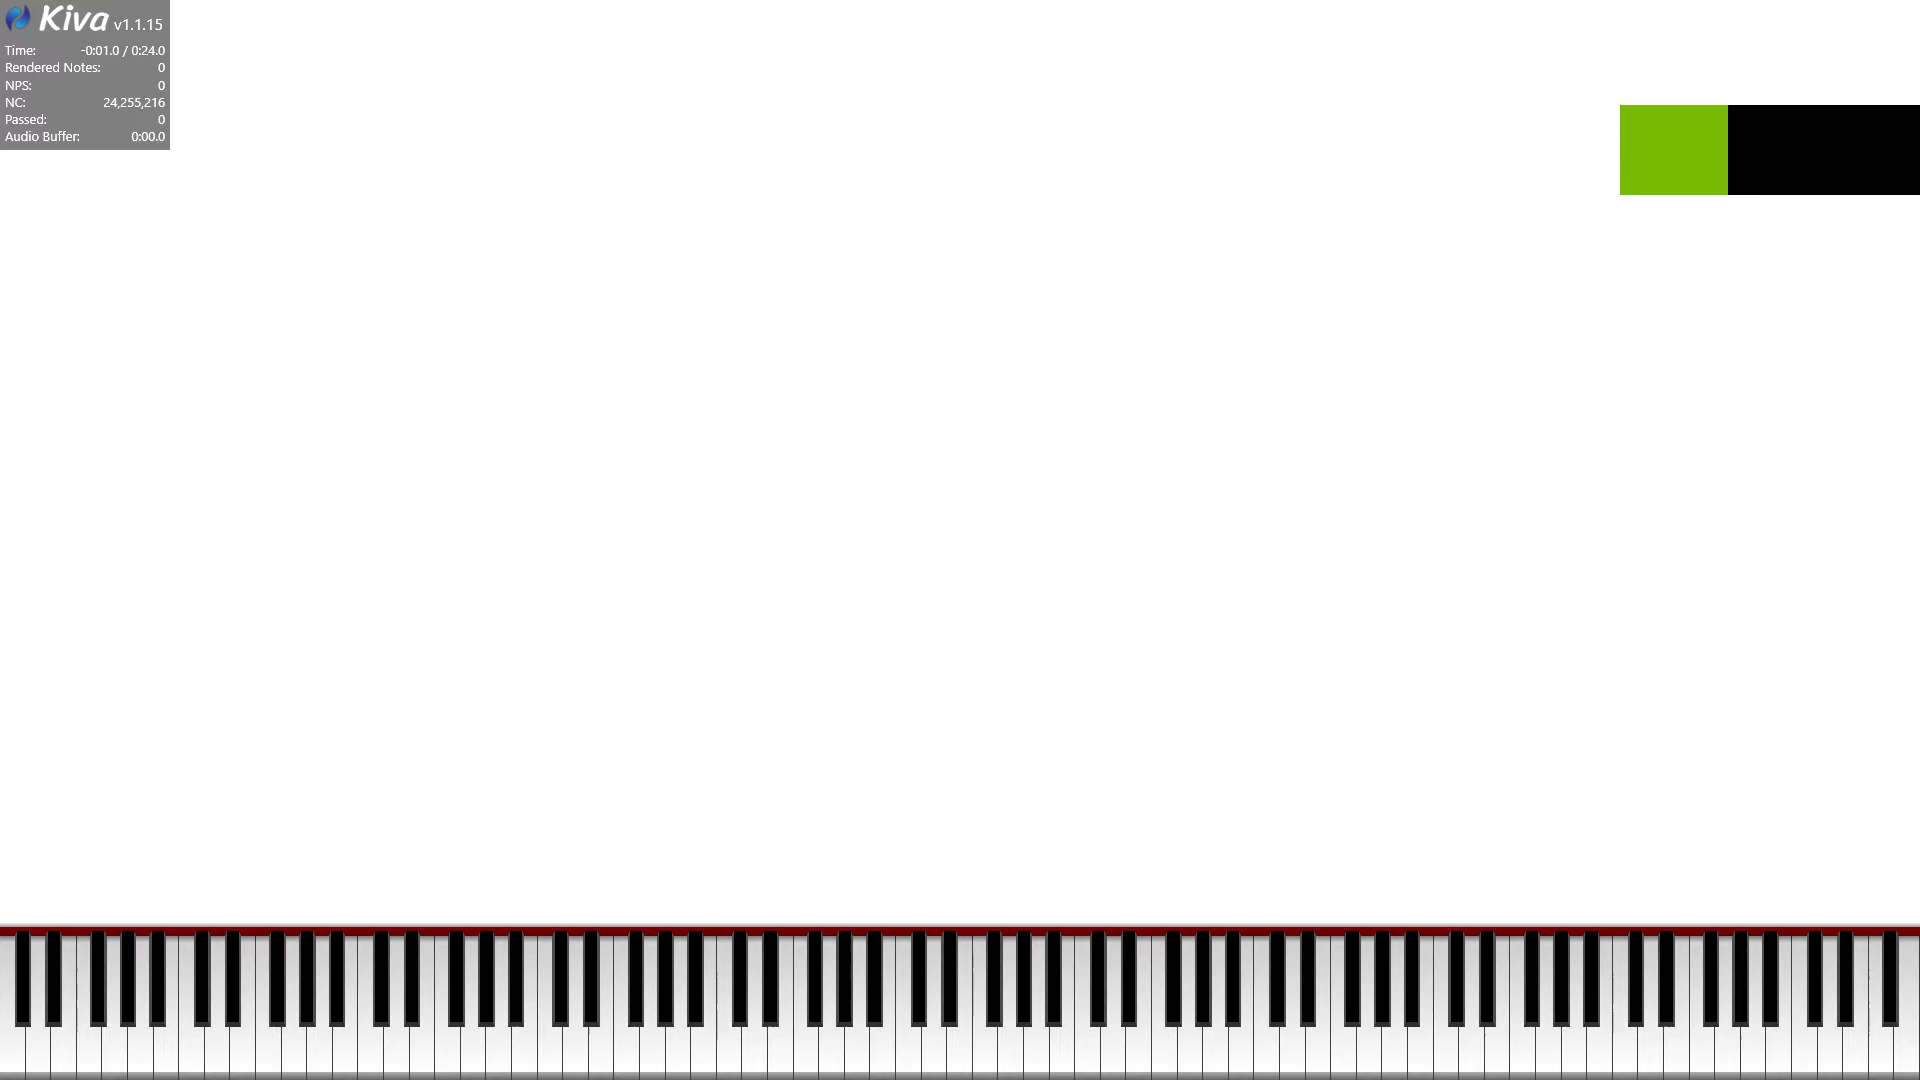 Kiva v1.1.15
Time: -0:01.0 / 0:24.0
Rendered Notes: 0
NPS: 0
NC: 24,255,216
Passed: 0
Audio Buffer: 0:00.0